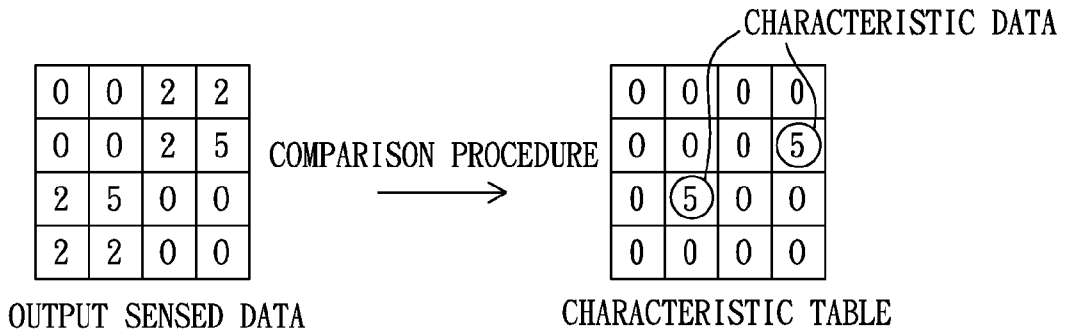 CHARACTERISTIC DATA
0 0 2 2
0 0 2 5
2 5 0 0
2 2 0 0
COMPARISON PROCEDURE
0 0 0 0
0 0 0 5
0 5 0 0
0 0 0 0
OUTPUT SENSED DATA
CHARACTERISTIC TABLE